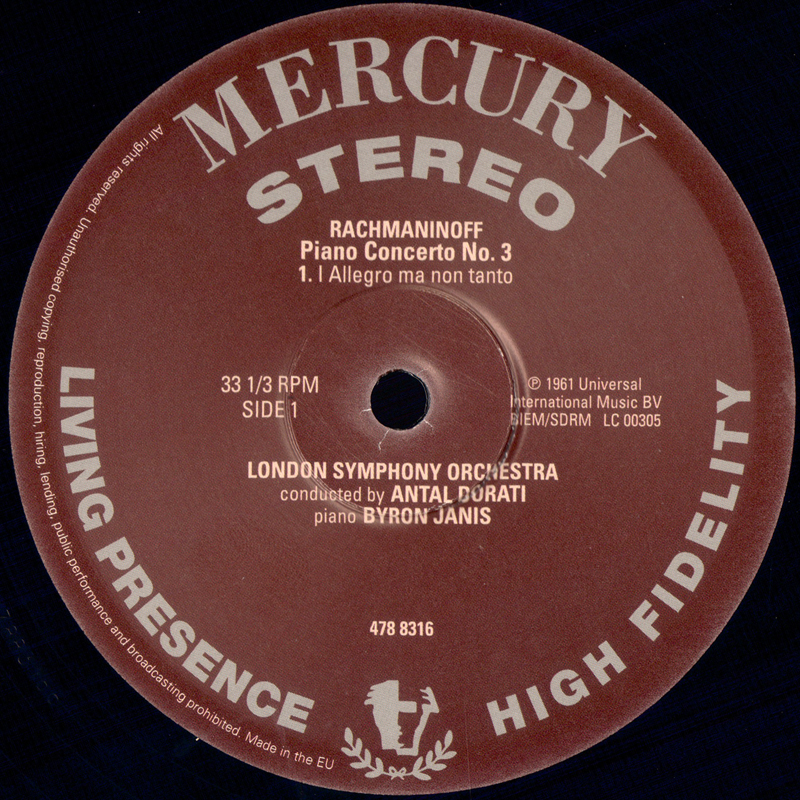 MERCURY
STEREO
RACHMANINOFF
Piano Concerto No. 3
1. I Allegro ma non tanto
33 1/3 RPM
SIDE 1
℗ 1961 Universal
International Music BV
BIEM/SDRM LC 00305
LONDON SYMPHONY ORCHESTRA
conducted by ANTAL DORATI
piano BYRON JANIS
478 8316
LIVING PRESENCE
HIGH FIDELITY
All rights reserved. Unauthorised copying, reproduction, hiring, lending, public performance and broadcasting prohibited. Made in the EU